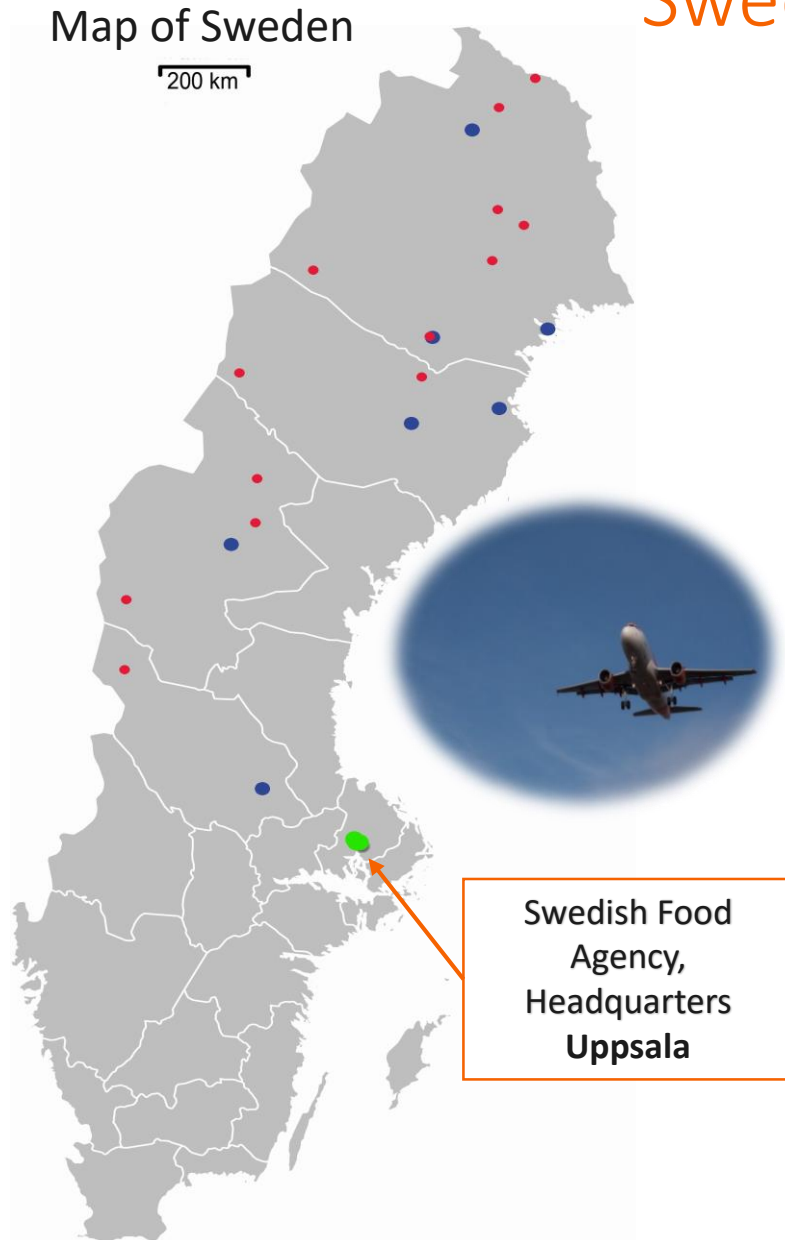 Map of Sweden
200 km
Swedish Food
Agency,
Headquarters
Uppsala